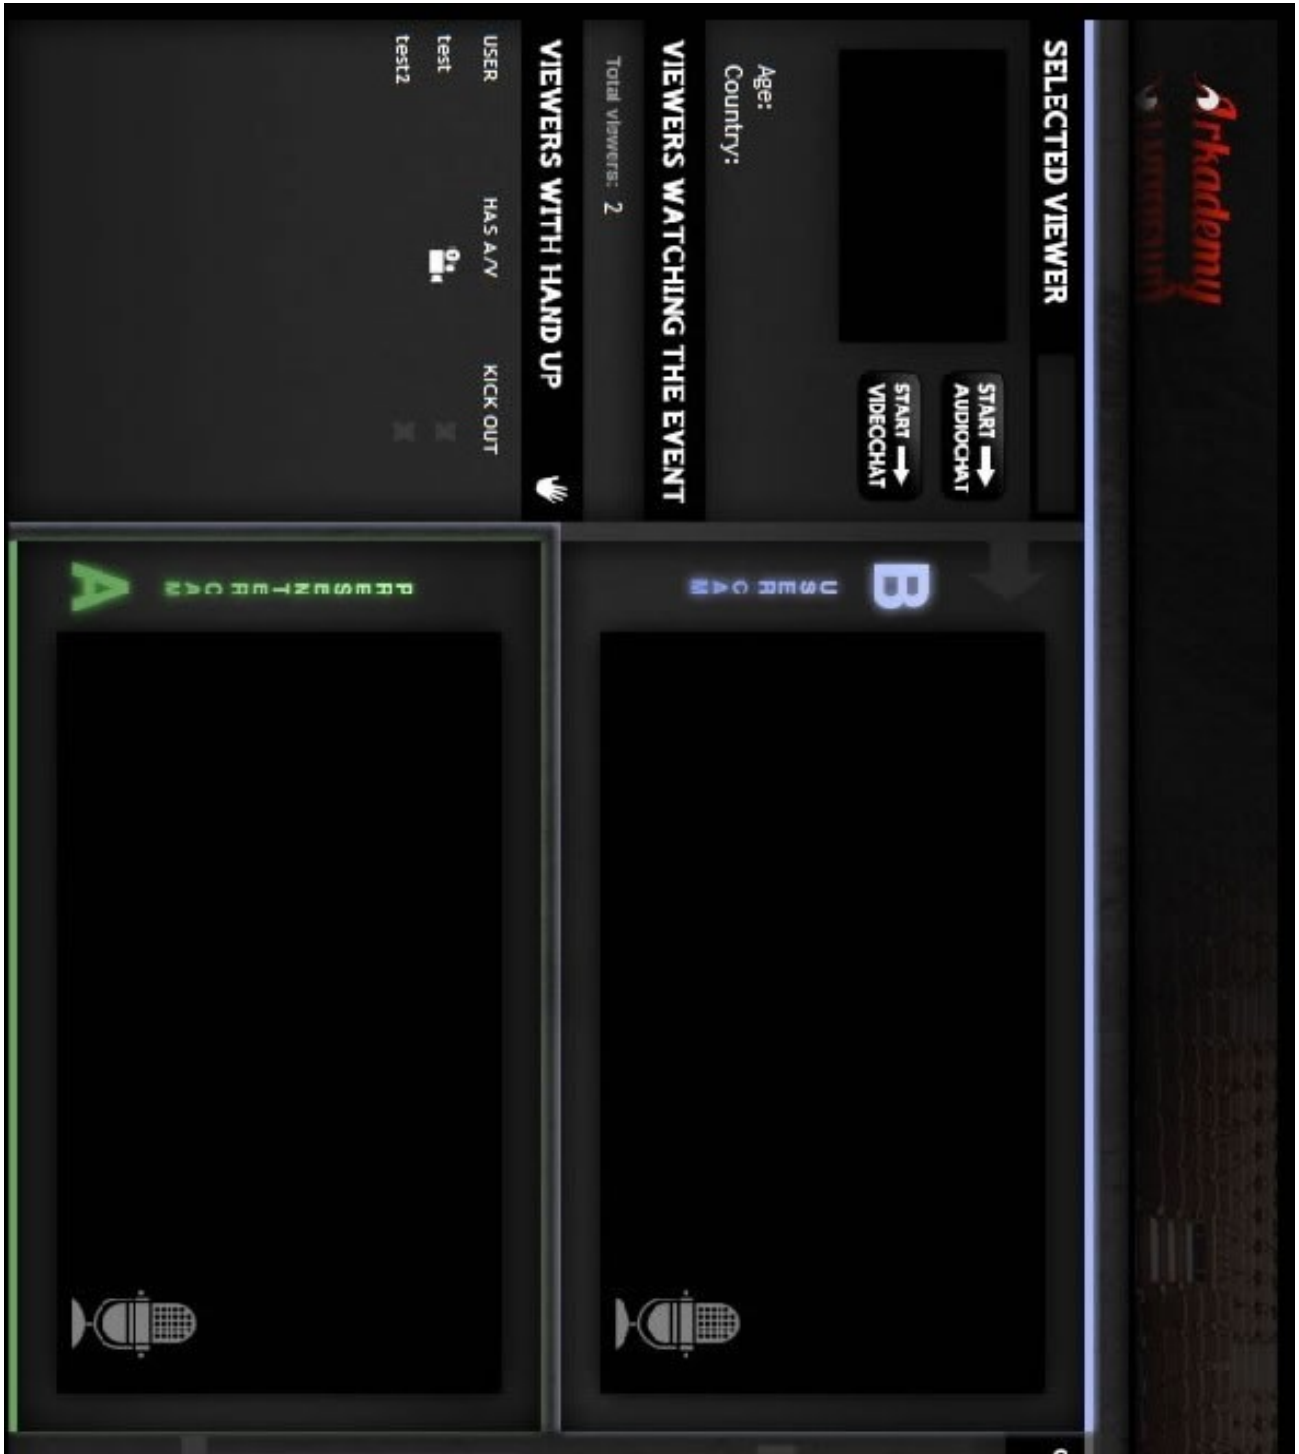 Arkademy
SELECTED VIEWER
START
AUDIOCHAT
START
VIDEOCHAT
Age:
Country:
VIEWERS WATCHING THE EVENT
Total viewers: 2
VIEWERS WITH HAND UP
USER HAS A/V KICK OUT
test
test2
B
USER CAM
A
PRESENTER CAM